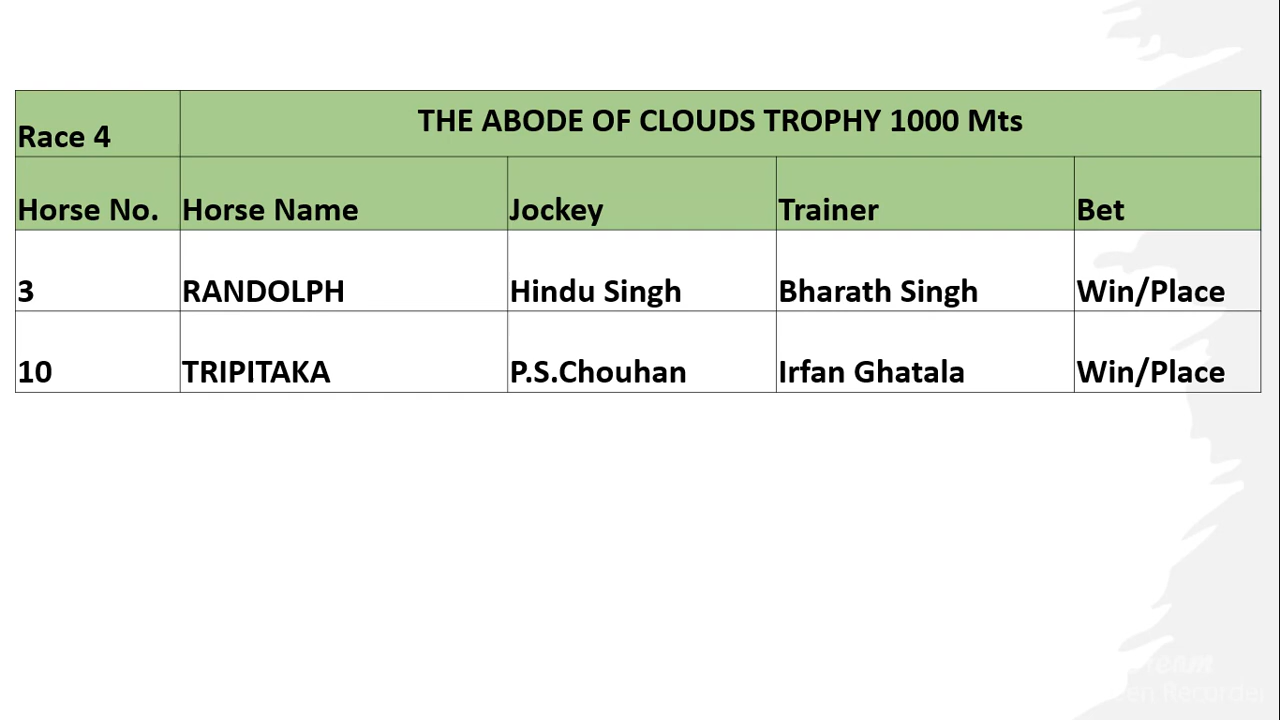 Race 4 THE ABODE OF CLOUDS TROPHY 1000 Mts
Horse No. Horse Name Jockey Trainer Bet
3 RANDOLPH Hindu Singh Bharath Singh Win/Place
10 TRIPITAKA P.S.Chouhan Irfan Ghatala Win/Place